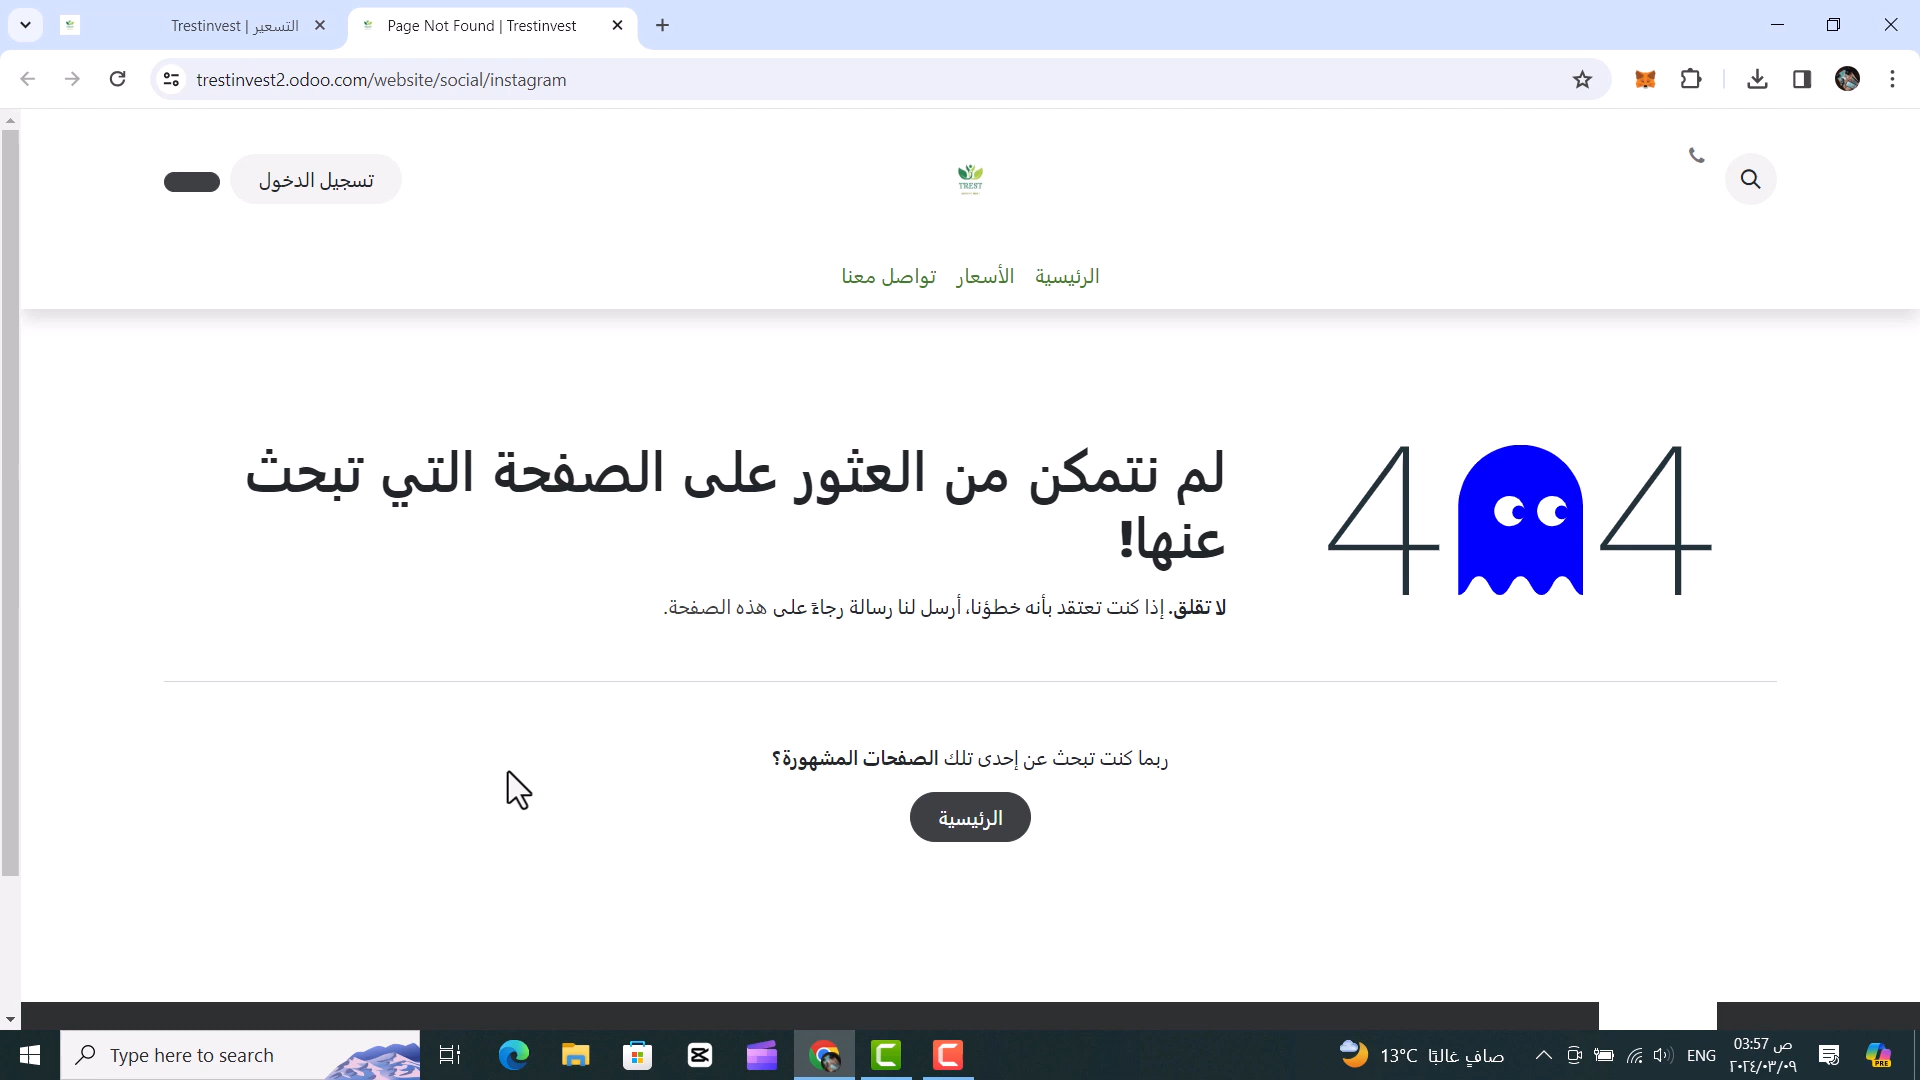 Trestinvest | التسعير
Page Not Found | Trestinvest
trestinvest2.odoo.com/website/social/instagram
تسجيل الدخول
TREST
الرئيسية
الأسعار
تواصل معنا
404
لم نتمكن من العثور على الصفحة التي تبحث
عنها!
لا تقلق. إذا كنت تعتقد بأنه خطؤنا، أرسل لنا رسالة رجاءً على هذه الصفحة.
ربما كنت تبحث عن إحدى تلك الصفحات المشهورة؟
الرئيسية
Type here to search
13°C صافٍ غالبًا
ENG
03:57 ص
٢٠٢٤/٠٣/٠٩
PRE